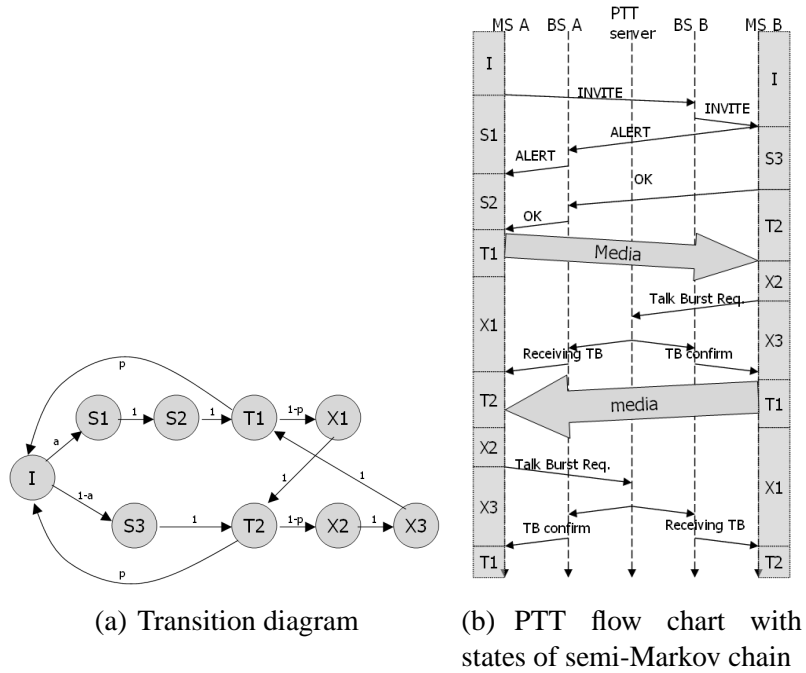 MS A BS A PTT server BS B MS B
I
I
INVITE
INVITE
S1
ALERT
S3
ALERT
OK
S2
OK
T2
T1
Media
X2
Talk Burst Req.
X1
X3
Receiving TB
TB confirm
T2
media
T1
X2
Talk Burst Req.
X1
X3
TB confirm
Receiving TB
T1
T2
p
S1
1
S2
1
T1
1-p
X1
a
1
1
I
1-a
S3
1
T2
1-p
X2
1
X3
p
(a) Transition diagram
(b) PTT flow chart with
states of semi-Markov chain